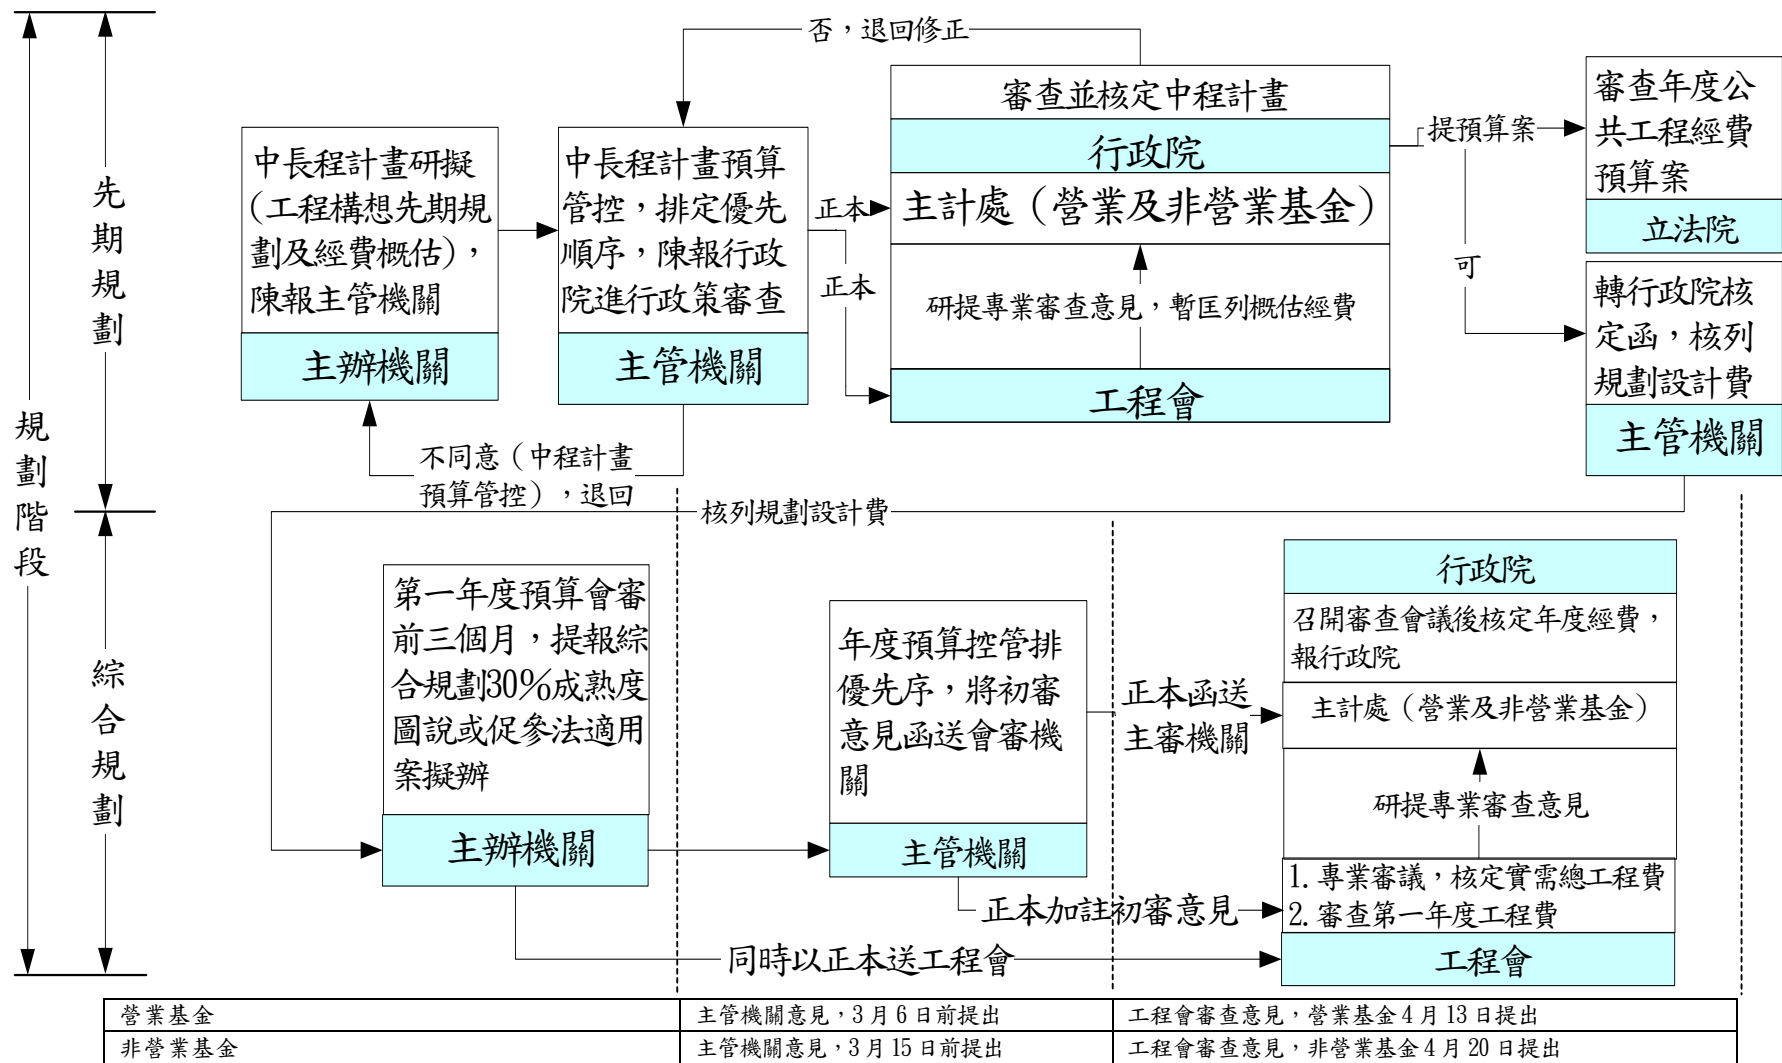 規劃階段
先期規劃
綜合規劃
否，退回修正
中長程計畫研擬
（工程構想先期規
劃及經費概估），
陳報主管機關
主辦機關
中長程計畫預算
管控，排定優先
順序，陳報行政
院進行政策審查
主管機關
正本
正本
審查並核定中程計畫
行政院
主計處（營業及非營業基金）
研提專業審查意見，暫匡列概估經費
工程會
提預算案
可
審查年度公
共工程經費
預算案
立法院
轉行政院核
定函，核列
規劃設計費
主管機關
不同意（中程計畫
預算管控），退回
核列規劃設計費
第一年度預算會審
前三個月，提報綜
合規劃30%成熟度
圖說或促參法適用
案擬辦
主辦機關
年度預算控管排
優先序，將初審
意見函送會審機
關
主管機關
正本函送
主審機關
正本加註初審意見
同時以正本送工程會
行政院
召開審查會議後核定年度經費，
報行政院
主計處（營業及非營業基金）
研提專業審查意見
1. 專業審議，核定實需總工程費
2. 審查第一年度工程費
工程會
營業基金 主管機關意見，3 月 6 日前提出 工程會審查意見，營業基金 4 月 13 日提出
非營業基金 主管機關意見，3 月 15 日前提出 工程會審查意見，非營業基金 4 月 20 日提出